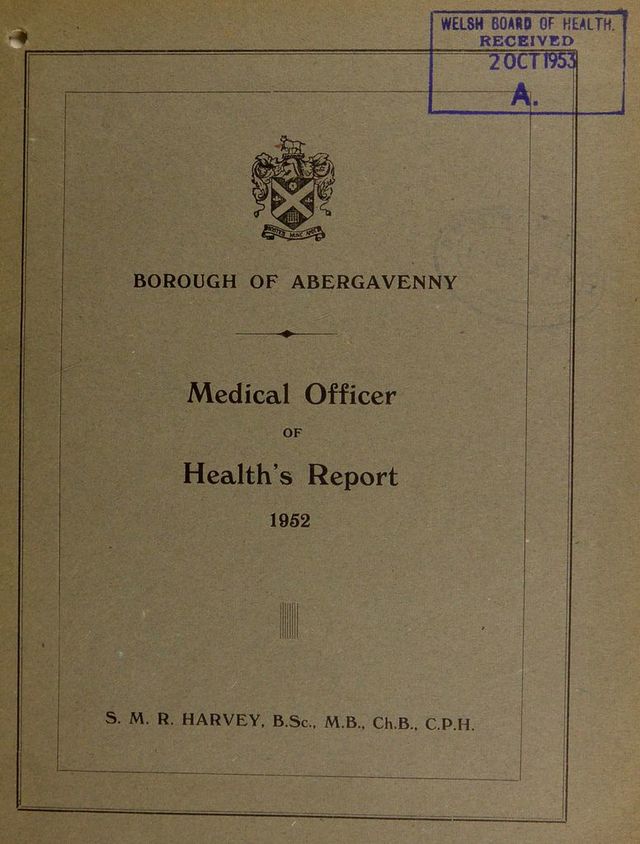 WELSH BOARD OF HEALTH.
RECEIVED
2 OCT 1953
A.
BOROUGH OF ABERGAVENNY
Medical Officer
OF
Health's Report
1952
S. M. R. HARVEY, B.Sc., M.B., Ch.B., C.P.H.